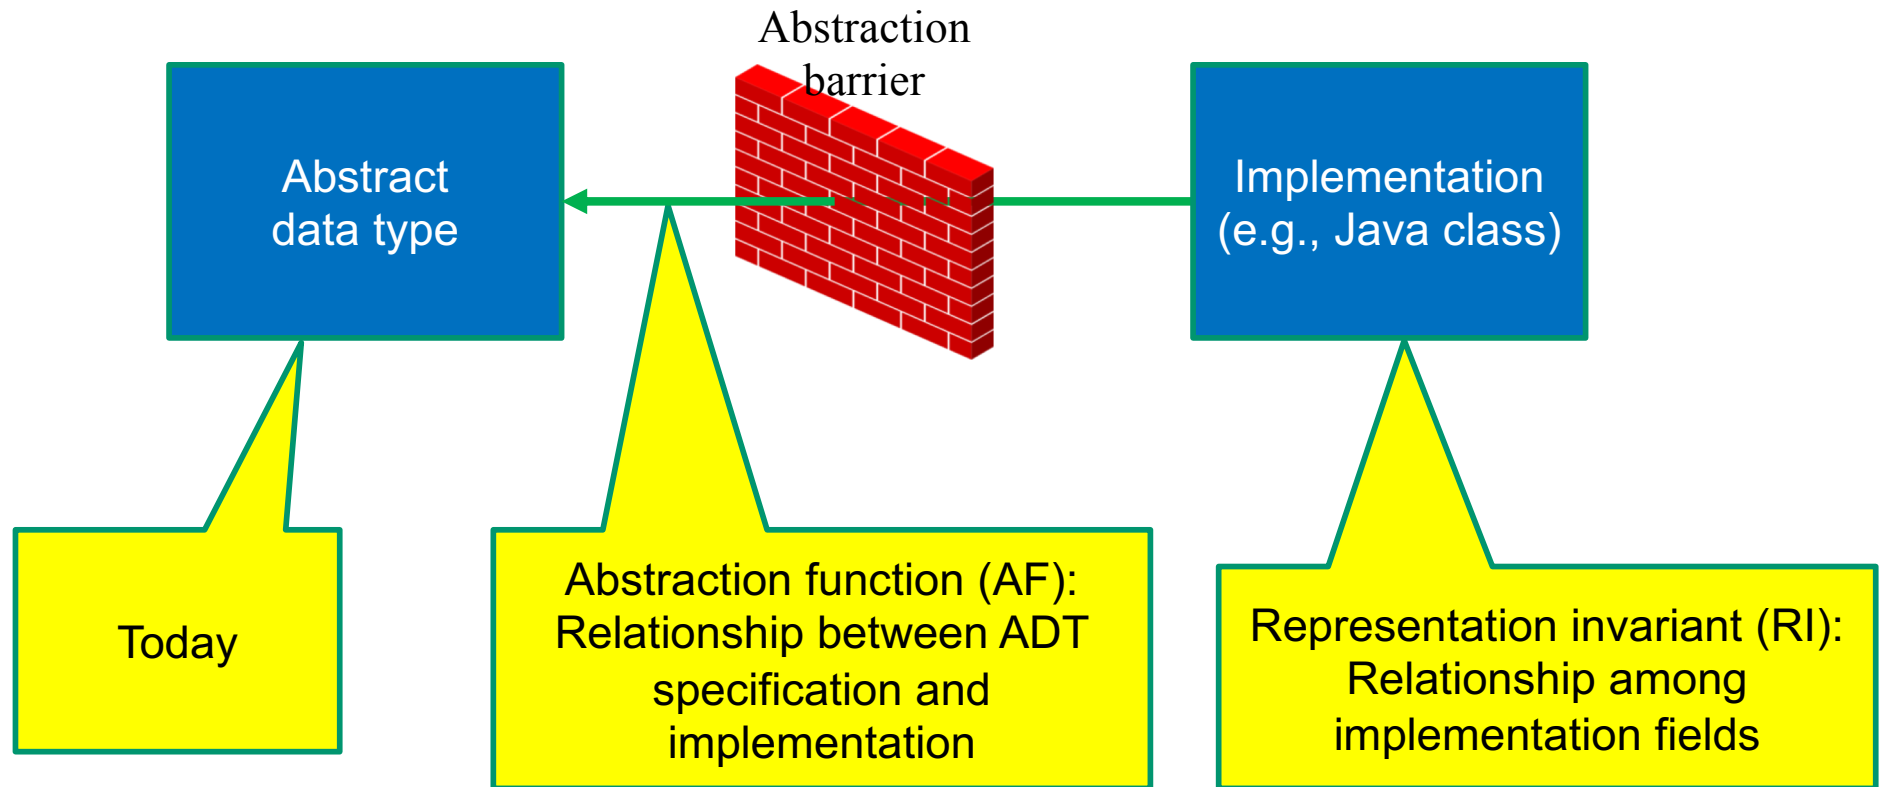 Abstraction
barrier
Abstract
data type
Implementation
(e.g., Java class)
Today
Abstraction function (AF):
Relationship between ADT
specification and
implementation
Representation invariant (RI):
Relationship among
implementation fields